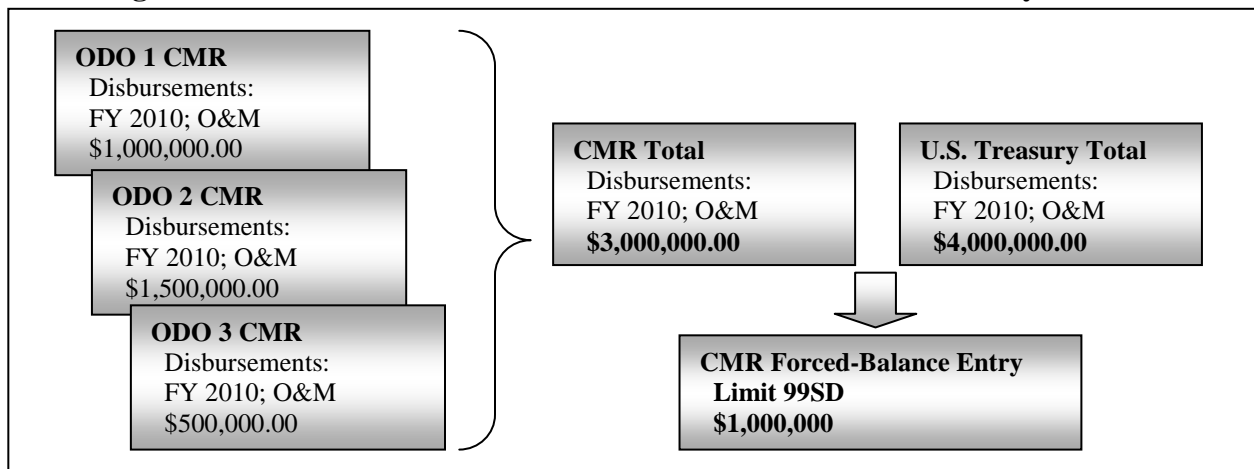 ODO 1 CMR
Disbursements:
FY 2010; O&M
$1,000,000.00
ODO 2 CMR
Disbursements:
FY 2010; O&M
$1,500,000.00
ODO 3 CMR
Disbursements:
FY 2010; O&M
$500,000.00
CMR Total
Disbursements:
FY 2010; O&M
$3,000,000.00
U.S. Treasury Total
Disbursements:
FY 2010; O&M
$4,000,000.00
CMR Forced-Balance Entry
Limit 99SD
$1,000,000